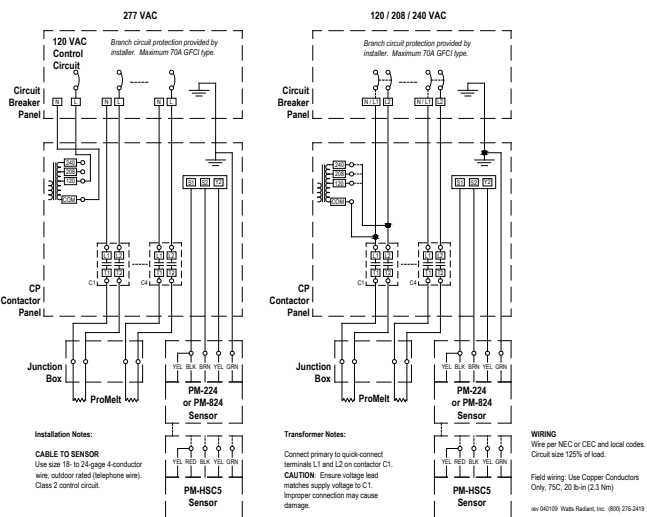 277 VAC
120 VAC
Control
Circuit
Branch circuit protection provided by
installer. Maximum 70A GFCI type.
Circuit
Breaker
Panel
N L N L N L
240
208
120
COM
S1 S2 Y2
L1 L2 L1 L2
T1 T2 T1 T2
C1 C4
CP
Contactor
Panel
Junction
Box
ProMelt
YEL BLK BRN YEL GRN
PM-224
or PM-824
Sensor
YEL RED BLK YEL GRN
PM-HSC5
Sensor
Installation Notes:
CABLE TO SENSOR
Use size 18- to 24-gage 4-conductor
wire, outdoor rated (telephone wire).
Class 2 control circuit.
120 / 208 / 240 VAC
Branch circuit protection provided by
installer. Maximum 70A GFCI type.
Circuit
Breaker
Panel
N / L1 L2 N / L1 L2
240
208
120
COM
S1 S2 Y2
L1 L2 L1 L2
T1 T2 T1 T2
C1 C4
CP
Contactor
Panel
Junction
Box
ProMelt
YEL BLK BRN YEL GRN
PM-224
or PM-824
Sensor
YEL RED BLK YEL GRN
PM-HSC5
Sensor
Transformer Notes:
Connect primary to quick-connect
terminals L1 and L2 on contactor C1.
CAUTION: Ensure voltage lead
matches supply voltage to C1.
Improper connection may cause
damage.
WIRING
Wire per NEC or CEC and local codes.
Circuit size 125% of load.
Field wiring: Use Copper Conductors
Only, 75C, 20 lb-in (2.3 Nm)
rev 040109 Watts Radiant, Inc. (800) 276-2419